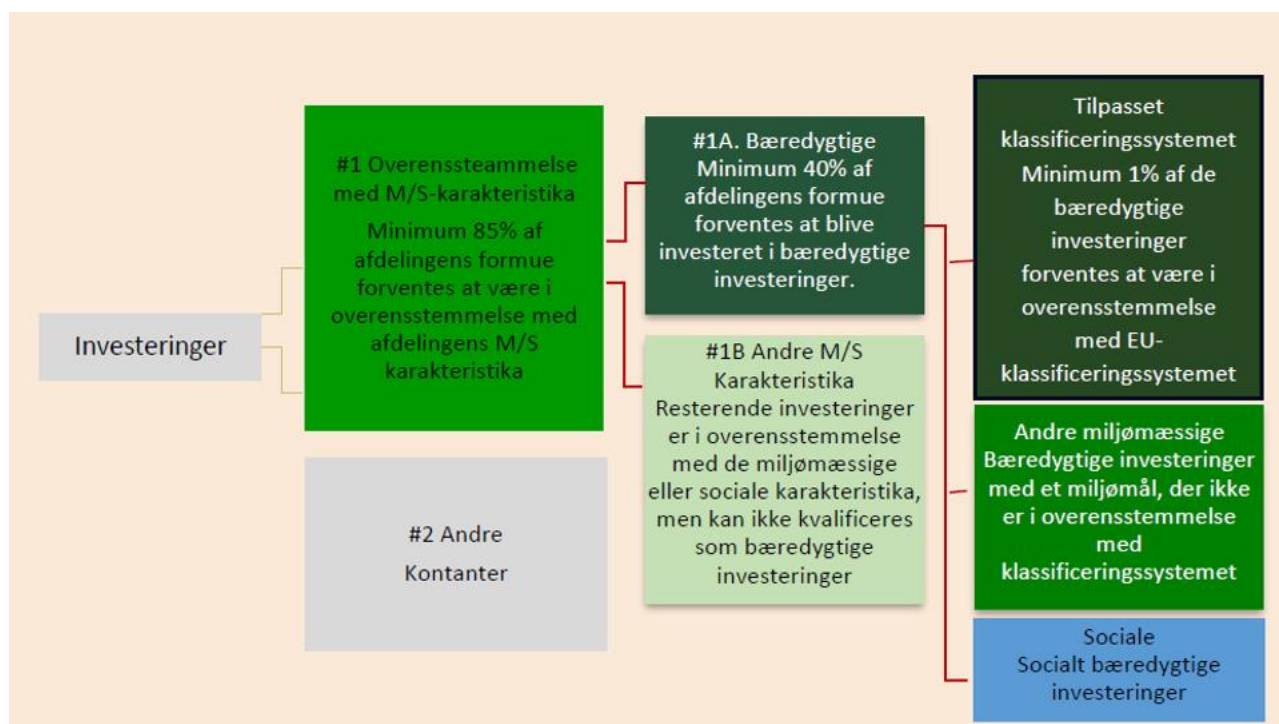 Investeringer
#1 Overenssteammelse
med M/S-karakteristika
Minimum 85% af
afdelingens formue
forventes at være i
overensstemmelse med
afdelingens M/S
karakteristika
#2 Andre
Kontanter
#1A. Bæredygtige
Minimum 40% af
afdelingens formue
forventes at blive
investeret i bæredygtige
investeringer.
#1B Andre M/S
Karakteristika
Resterende investeringer
er i overensstemmelse
med de miljømæssige
eller sociale karakteristika,
men kan ikke kvalificeres
som bæredygtige
investeringer
Tilpasset
klassificeringssystemet
Minimum 1% af de
bæredygtige
investeringer
forventes at være i
overensstemmelse
med EU-
klassificeringssystemet
Andre miljømæssige
Bæredygtige investeringer
med et miljømål, der ikke
er i overensstemmelse
med
klassificeringssystemet
Sociale
Socialt bæredygtige
investeringer